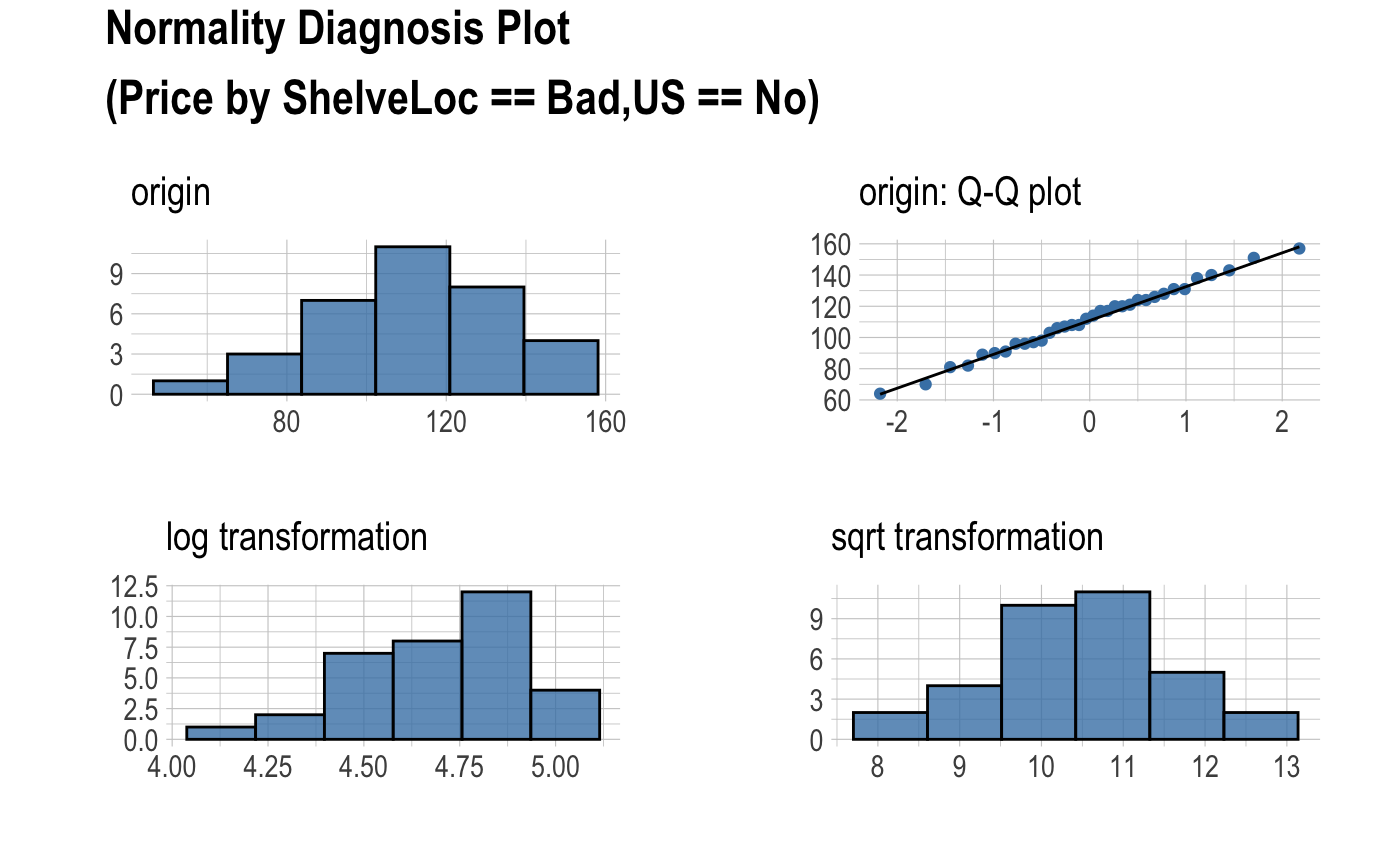 Normality Diagnosis Plot
(Price by ShelveLoc == Bad,US == No)
origin
9
6
3
0
80 120 160
origin: Q-Q plot
160
140
120
100
80
60
-2 -1 0 1 2
log transformation
12.5
10.0
7.5
5.0
2.5
0.0
4.00 4.25 4.50 4.75 5.00
sqrt transformation
9
6
3
0
8 9 10 11 12 13